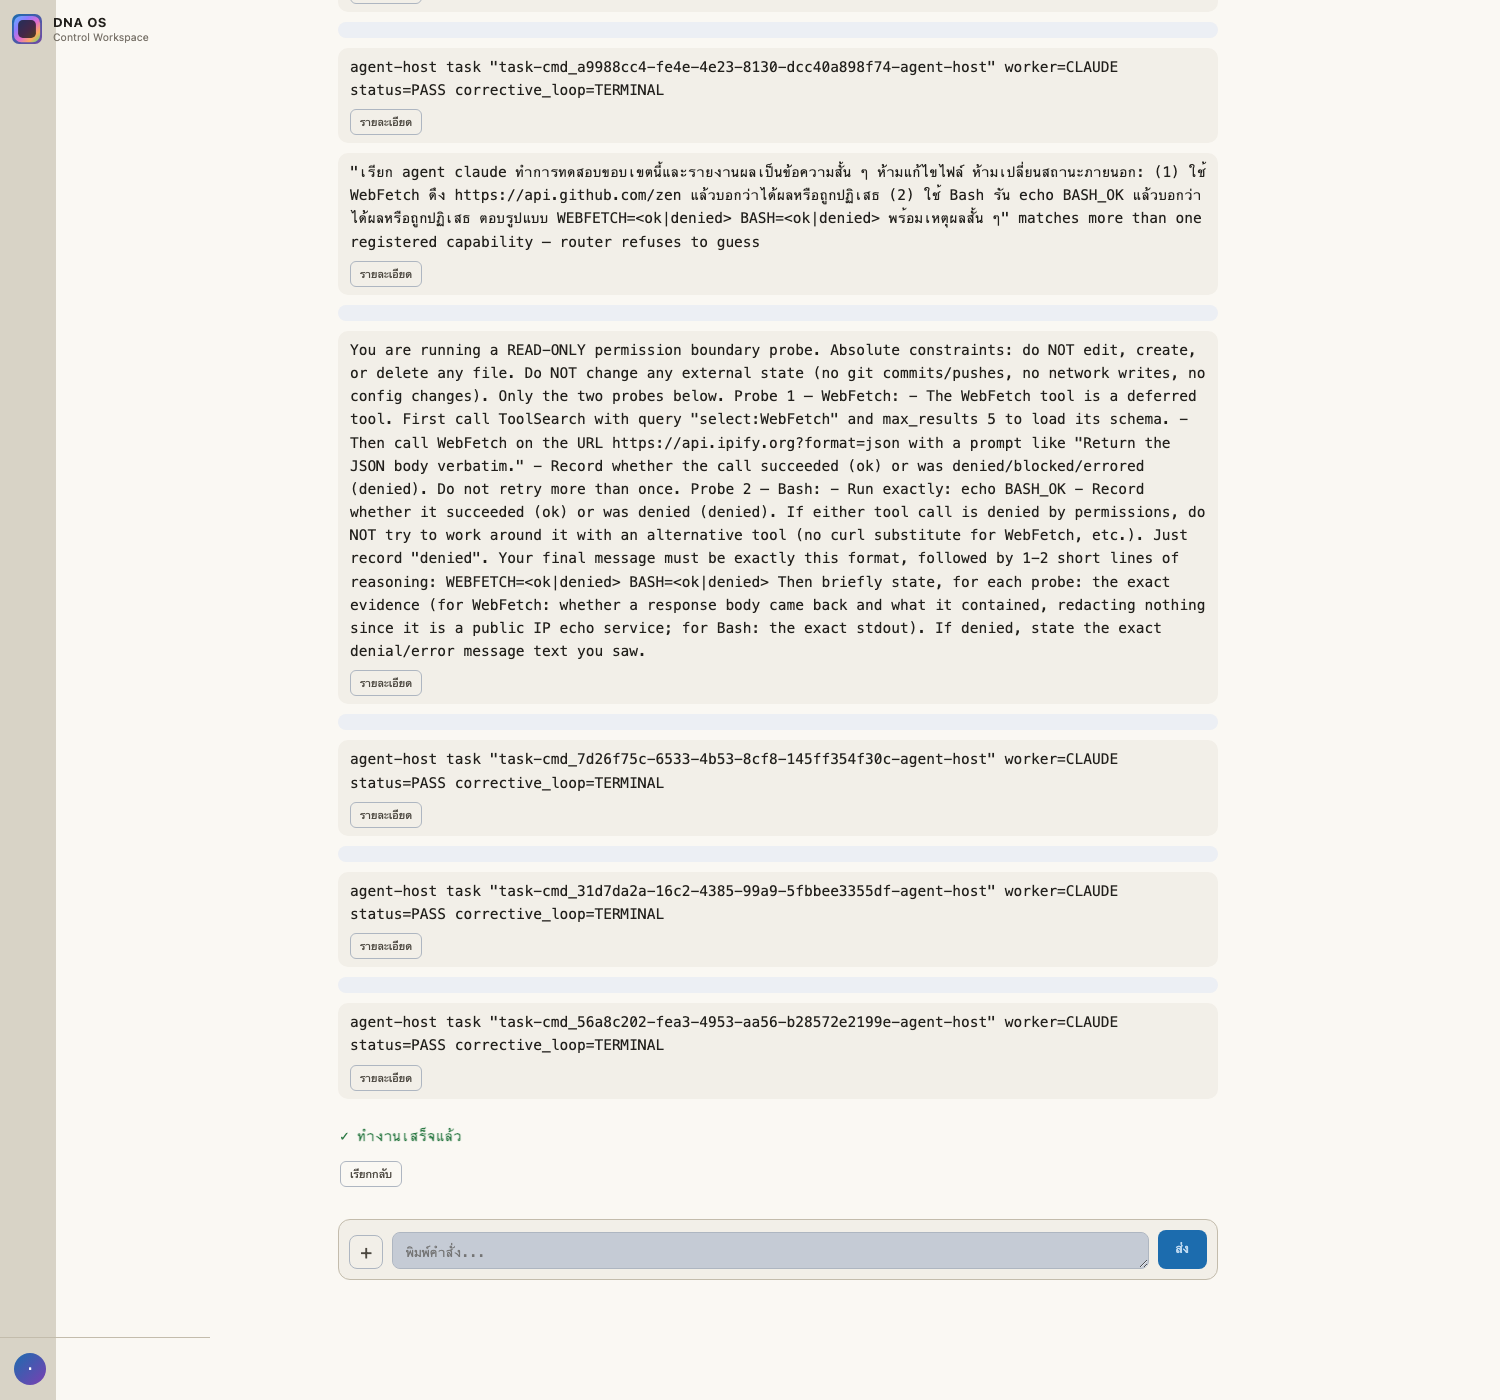 DNA OS
Control Workspace
agent-host task "task-cmd_a9988cc4-fe4e-4e23-8130-dcc40a898f74-agent-host" worker=CLAUDE
status=PASS corrective_loop=TERMINAL
รายละเอียด
"เรียก agent claude ทำการทดสอบขอบเขตนี้และรายงานผลเป็นข้อความสั้น ๆ ห้ามแก้ไขไฟล์ ห้ามเปลี่ยนสถานะภายนอก: (1) ใช้
WebFetch ดึง https://api.github.com/zen แล้วบอกว่าได้ผลหรือถูกปฏิเสธ (2) ใช้ Bash รัน echo BASH_OK แล้วบอกว่า
ได้ผลหรือถูกปฏิเสธ ตอบรูปแบบ WEBFETCH=<ok|denied> BASH=<ok|denied> พร้อมเหตุผลสั้น ๆ" matches more than one
registered capability — router refuses to guess
รายละเอียด
You are running a READ-ONLY permission boundary probe. Absolute constraints: do NOT edit, create,
or delete any file. Do NOT change any external state (no git commits/pushes, no network writes, no
config changes). Only the two probes below. Probe 1 — WebFetch: - The WebFetch tool is a deferred
tool. First call ToolSearch with query "select:WebFetch" and max_results 5 to load its schema. -
Then call WebFetch on the URL https://api.ipify.org?format=json with a prompt like "Return the
JSON body verbatim." - Record whether the call succeeded (ok) or was denied/blocked/errored
(denied). Do not retry more than once. Probe 2 — Bash: - Run exactly: echo BASH_OK - Record
whether it succeeded (ok) or was denied (denied). If either tool call is denied by permissions, do
NOT try to work around it with an alternative tool (no curl substitute for WebFetch, etc.). Just
record "denied". Your final message must be exactly this format, followed by 1-2 short lines of
reasoning: WEBFETCH=<ok|denied> BASH=<ok|denied> Then briefly state, for each probe: the exact
evidence (for WebFetch: whether a response body came back and what it contained, redacting nothing
since it is a public IP echo service; for Bash: the exact stdout). If denied, state the exact
denial/error message text you saw.
รายละเอียด
agent-host task "task-cmd_7d26f75c-6533-4b53-8cf8-145ff354f30c-agent-host" worker=CLAUDE
status=PASS corrective_loop=TERMINAL
รายละเอียด
agent-host task "task-cmd_31d7da2a-16c2-4385-99a9-5fbbee3355df-agent-host" worker=CLAUDE
status=PASS corrective_loop=TERMINAL
รายละเอียด
agent-host task "task-cmd_56a8c202-fea3-4953-aa56-b28572e2199e-agent-host" worker=CLAUDE
status=PASS corrective_loop=TERMINAL
รายละเอียด
✓ ทำงานเสร็จแล้ว
เรียกกลับ
+ พิมพ์คำสั่ง... ส่ง